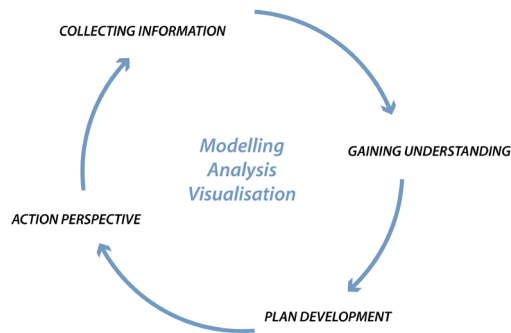 COLLECTING INFORMATION
Modelling
Analysis
Visualisation
GAINING UNDERSTANDING
ACTION PERSPECTIVE
PLAN DEVELOPMENT